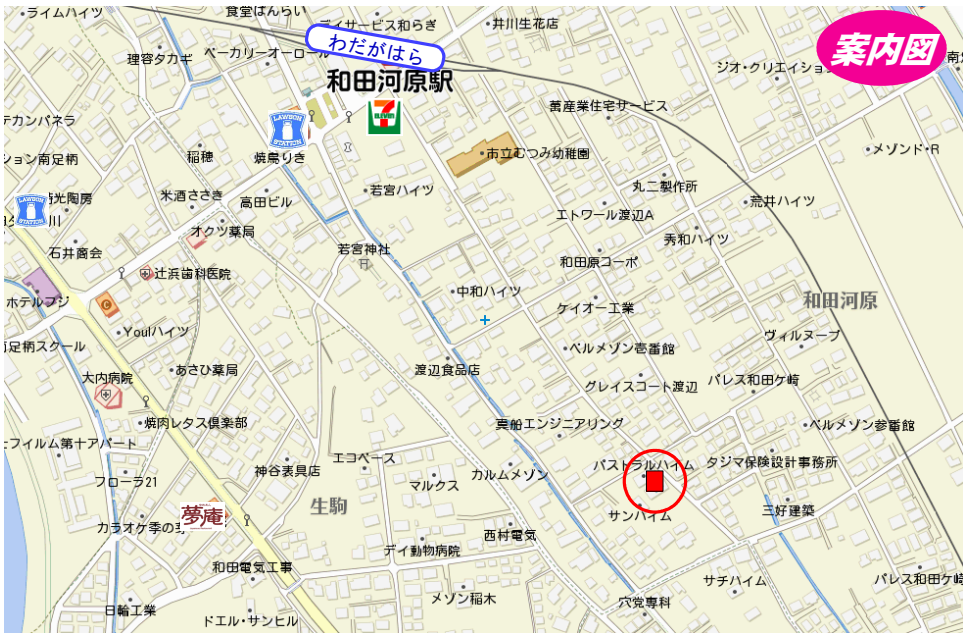 ライムハイツ
食堂ばんらい
デイサービス和らぎ
井川生花店
案内図
わだがはら
理容タカギ
ベーカリーオーロール
和田河原駅
ジオ・クリエイショ
萬産業住宅サービス
LAWSON
STATION
7
ELEVEN
テカンパネラ
ション南足柄
稲穂
焼鳥りき
市立むつみ幼稚園
メゾンド・R
丸二製作所
若宮ハイツ
米酒ささき
高田ビル
荒井ハイツ
LAWSON
STATION
光陶房
川
オクツ薬局
エトワール渡辺A
秀和ハイツ
石井商会
若宮神社
和田原コーポ
辻浜歯科医院
中和ハイツ
和田河原
ホテルフジ
ケイオー工業
Youlハイツ
ヴィルヌーブ
足柄スクール
ベルメゾン壱番館
あさひ薬局
渡辺食品店
大内病院
グレイスコート渡辺
パレス和田ケ崎
焼肉レタス倶楽部
真船エンジニアリング
ベルメゾン参番館
フィルム第十アパート
エコベース
神谷表具店
カルムメゾン
パストラルハイム
タジマ保険設計事務所
フローラ21
マルクス
生駒
夢庵
サンハイム
三好建築
カラオケ季の
西村電気
デイ動物病院
和田電気工事
サチハイム
パレス和田ケ崎
メゾン稲木
穴党専科
日輪工業
ドエル・サンヒル